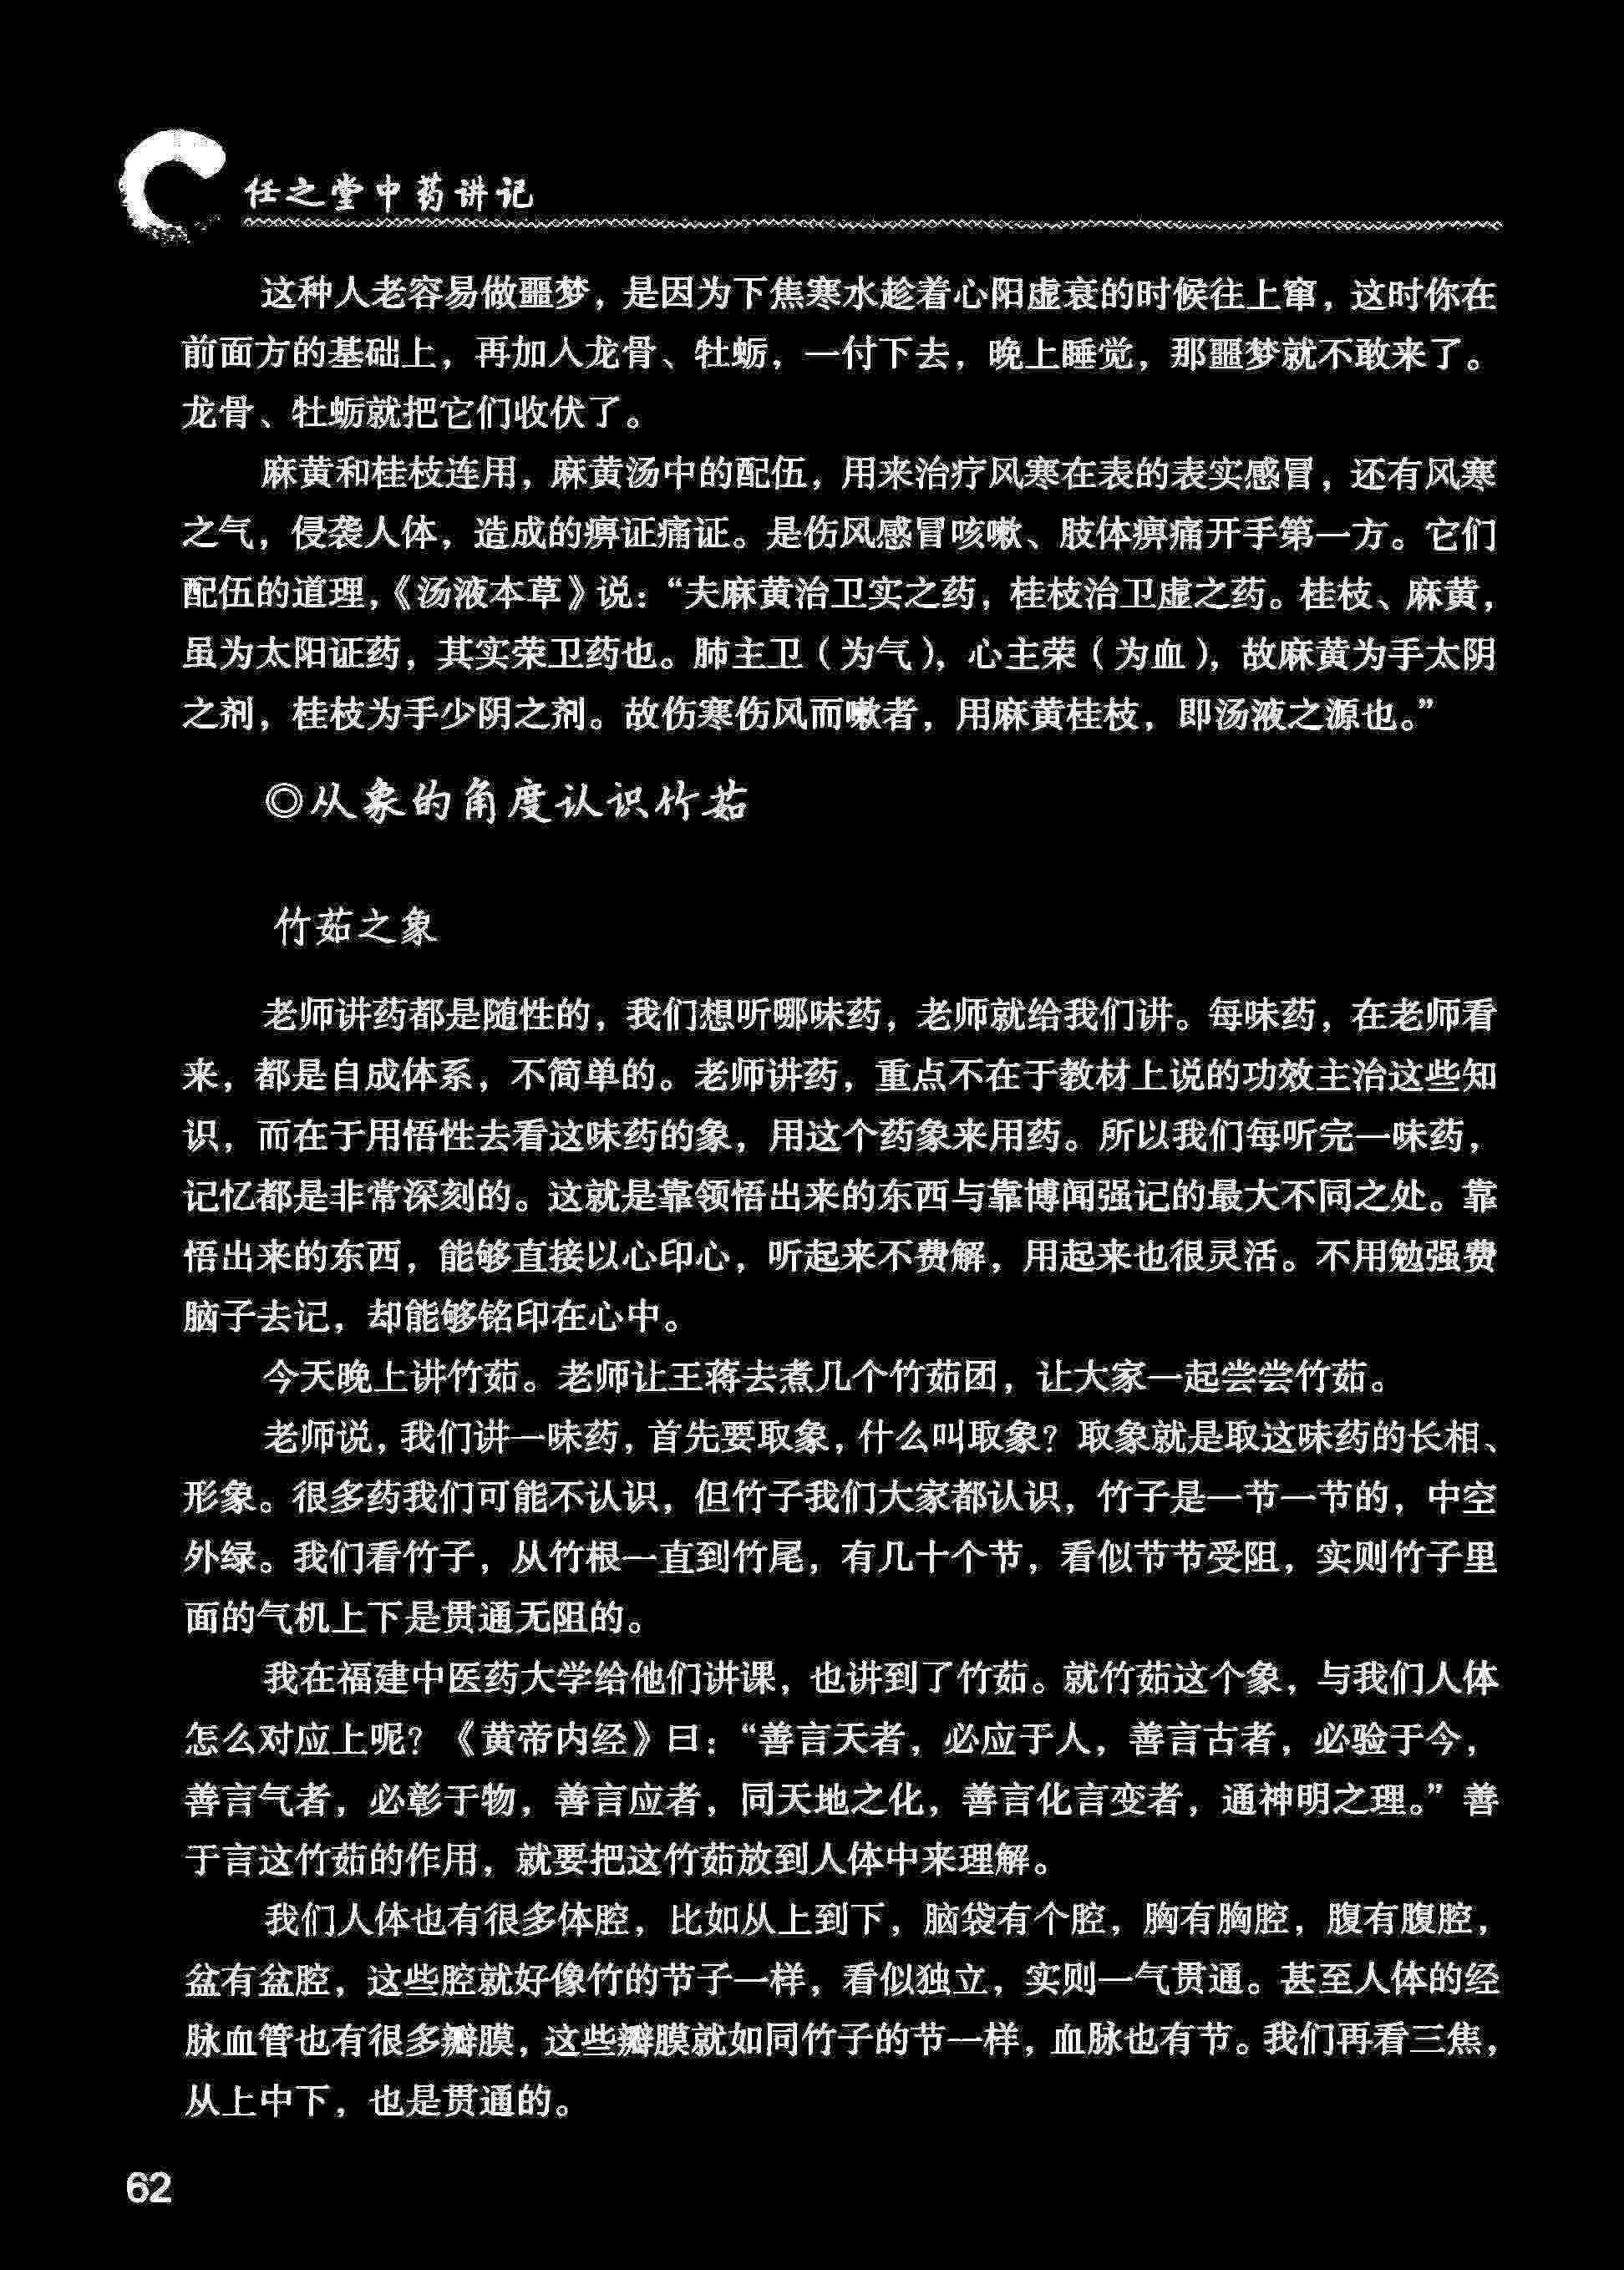 任之堂中药讲记
这种人老容易做噩梦，是因为下焦寒水趁着心阳虚衰的时候往上窜，这时你在
前面方的基础上，再加入龙骨、牡蛎，一付下去，晚上睡觉，那噩梦就不敢来了。
龙骨、牡蛎就把它们收伏了。
麻黄和桂枝连用，麻黄汤中的配伍，用来治疗风寒在表的表实感冒，还有风寒
之气，侵袭人体，造成的痹证痛证。是伤风感冒咳嗽、肢体痹痛开手第一方。它们
配伍的道理，《汤液本草》说：“夫麻黄治卫实之药，桂枝治卫虚之药。桂枝、麻黄，
虽为太阳证药，其实荣卫药也。肺主卫（为气），心主荣（为血），故麻黄为手太阴
之剂，桂枝为手少阴之剂。故伤寒伤风而嗽者，用麻黄桂枝，即汤液之源也。”
◎从象的角度认识竹茹
竹茹之象
老师讲药都是随性的，我们想听哪味药，老师就给我们讲。每味药，在老师看
来，都是自成体系，不简单的。老师讲药，重点不在于教材上说的功效主治这些知
识，而在于用悟性去看这味药的象，用这个药象来用药。所以我们每听完一味药，
记忆都是非常深刻的。这就是靠领悟出来的东西与靠博闻强记的最大不同之处。靠
悟出来的东西，能够直接以心印心，听起来不费解，用起来也很灵活。不用勉强费
脑子去记，却能够铭印在心中。
今天晚上讲竹茹。老师让王蒋去煮几个竹茹团，让大家一起尝尝竹茹。
老师说，我们讲一味药，首先要取象，什么叫取象？取象就是取这味药的长相、
形象。很多药我们可能不认识，但竹子我们大家都认识，竹子是一节一节的，中空
外绿。我们看竹子，从竹根一直到竹尾，有几十个节，看似节节受阻，实则竹子里
面的气机上下是贯通无阻的。
我在福建中医药大学给他们讲课，也讲到了竹茹。就竹茹这个象，与我们人体
怎么对应上呢？《黄帝内经》曰：“善言天者，必应于人，善言古者，必验于今，
善言气者，必彰于物，善言应者，同天地之化，善言化言变者，通神明之理。”善
于言这竹茹的作用，就要把这竹茹放到人体中来理解。
我们人体也有很多体腔，比如从上到下，脑袋有个腔，胸有胸腔，腹有腹腔，
盆有盆腔，这些腔就好像竹的节子一样，看似独立，实则一气贯通。甚至人体的经
脉血管也有很多瓣膜，这些瓣膜就如同竹子的节一样，血脉也有节。我们再看三焦，
从上中下，也是贯通的。
62